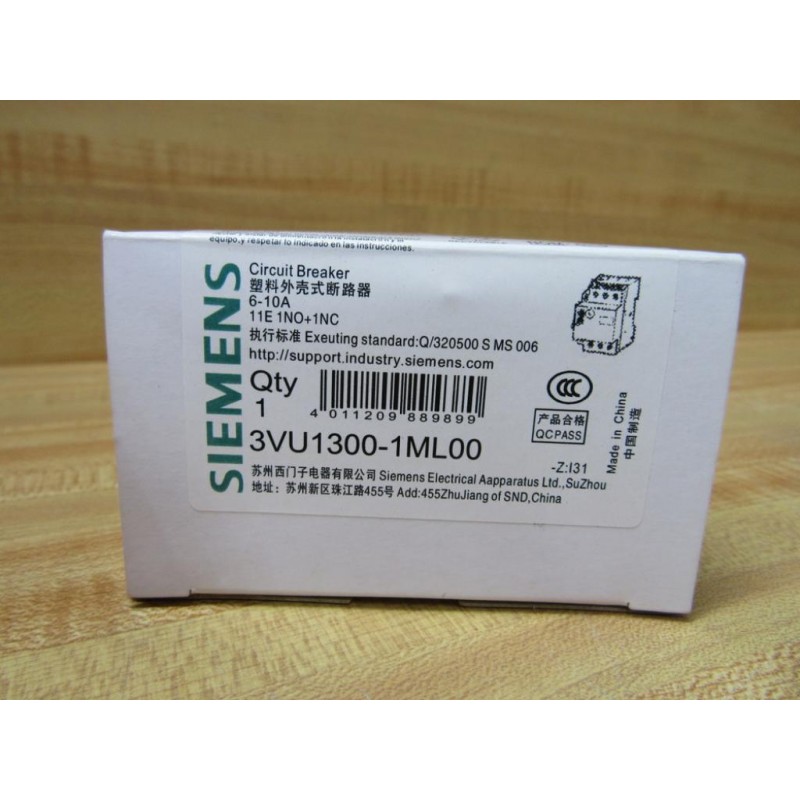 equipo,y respetar lo indicado en las instrucciones.
SIEMENS
Circuit Breaker
塑料外壳式断路器
6-10A
11E 1NO+1NC
执行标准 Exeuting standard:Q/320500 S MS 006
http://support.industry.siemens.com
Qty
1
4 011209 889899
CCC
产品合格
QC PASS
Made in China
中国制造
3VU1300-1ML00
-Z:I31
苏州西门子电器有限公司 Siemens Electrical Aapparatus Ltd.,SuZhou
地址：苏州新区珠江路455号 Add:455ZhuJiang of SND,China